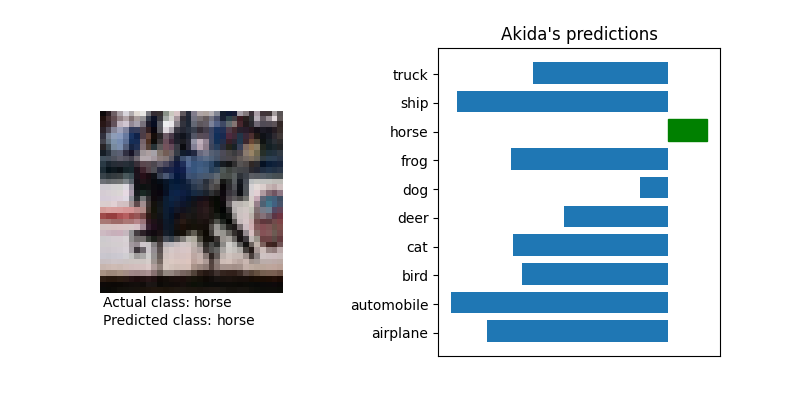 Akida's predictions
truck
ship
horse
frog
dog
deer
cat
bird
automobile
airplane
Actual class: horse
Predicted class: horse